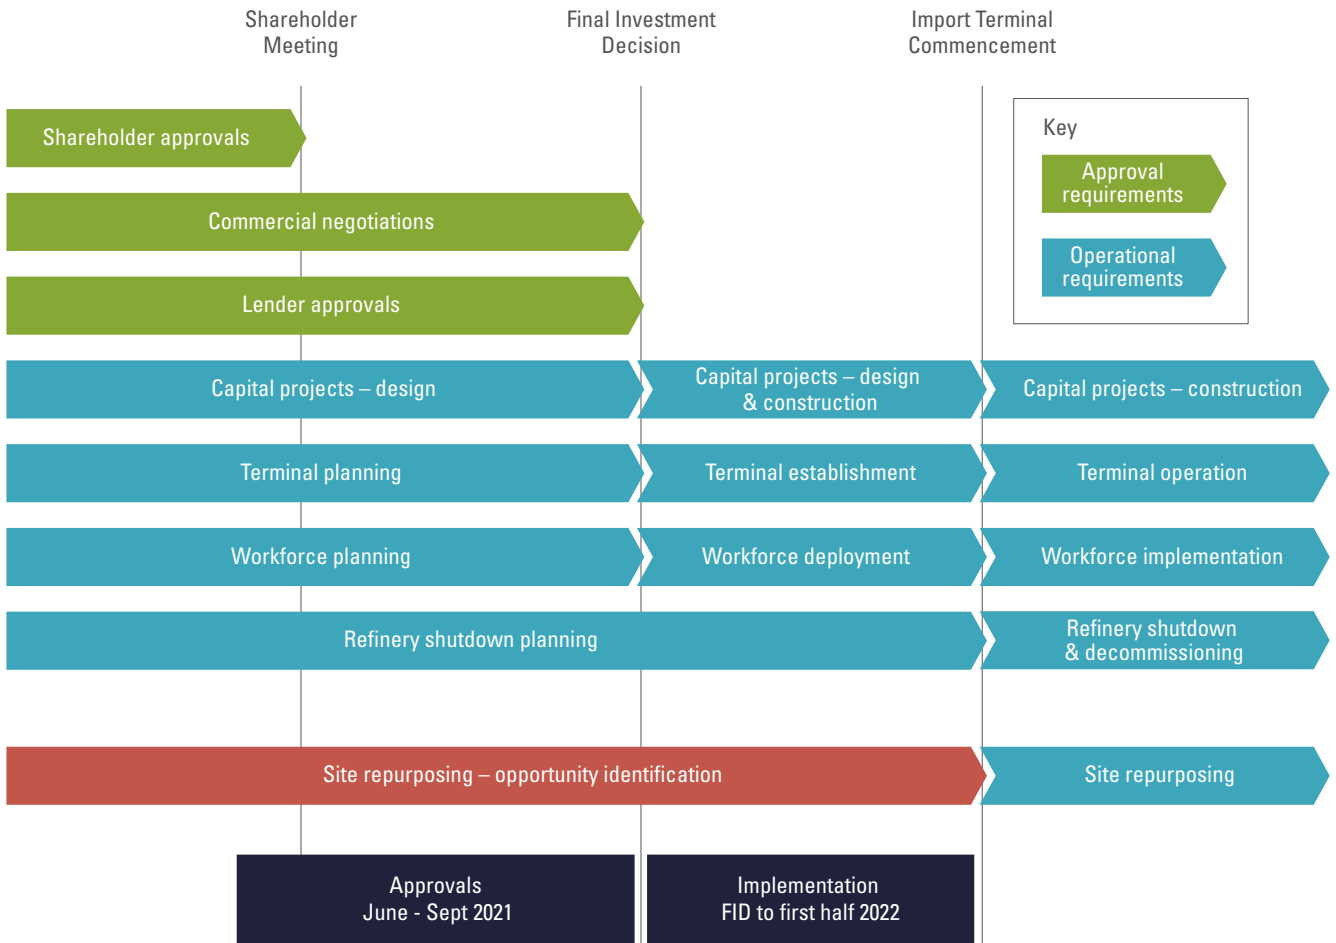 Shareholder
Meeting
Final Investment
Decision
Import Terminal
Commencement
Key
Approval
requirements
Operational
requirements
Shareholder approvals
Commercial negotiations
Lender approvals
Capital projects – design
Capital projects – design
& construction
Capital projects – construction
Terminal planning
Terminal establishment
Terminal operation
Workforce planning
Workforce deployment
Workforce implementation
Refinery shutdown planning
Refinery shutdown
& decommissioning
Site repurposing – opportunity identification
Site repurposing
Approvals
June - Sept 2021
Implementation
FID to first half 2022